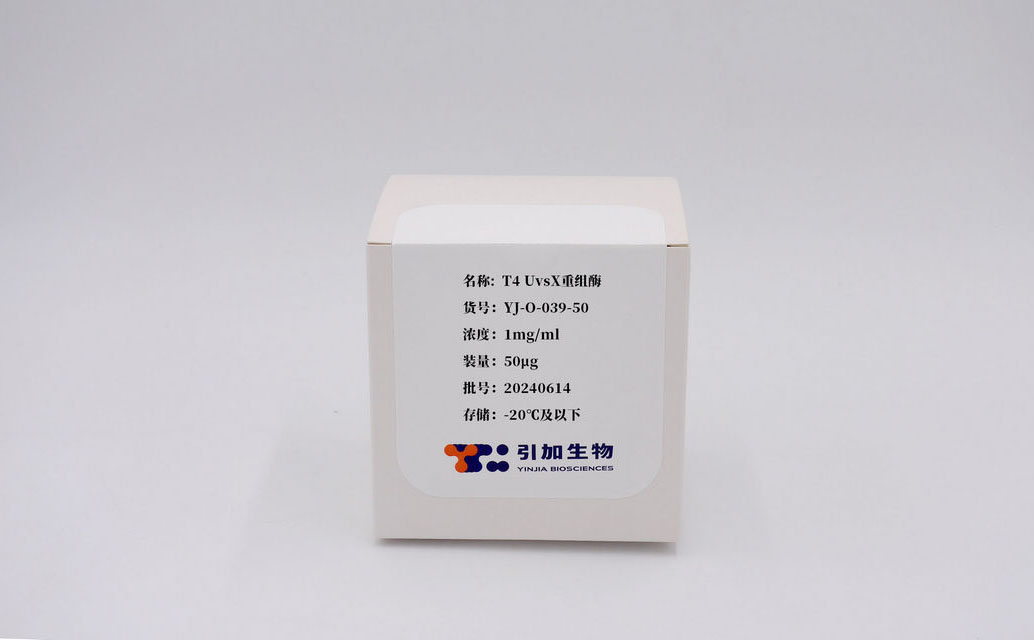 名称: T4 UvsX重组酶
货号: YJ-O-039-50
浓度: 1mg/ml
装量: 50μg
批号: 20240614
存储: -20℃及以下
引加生物
YINJIA BIOSCIENCES